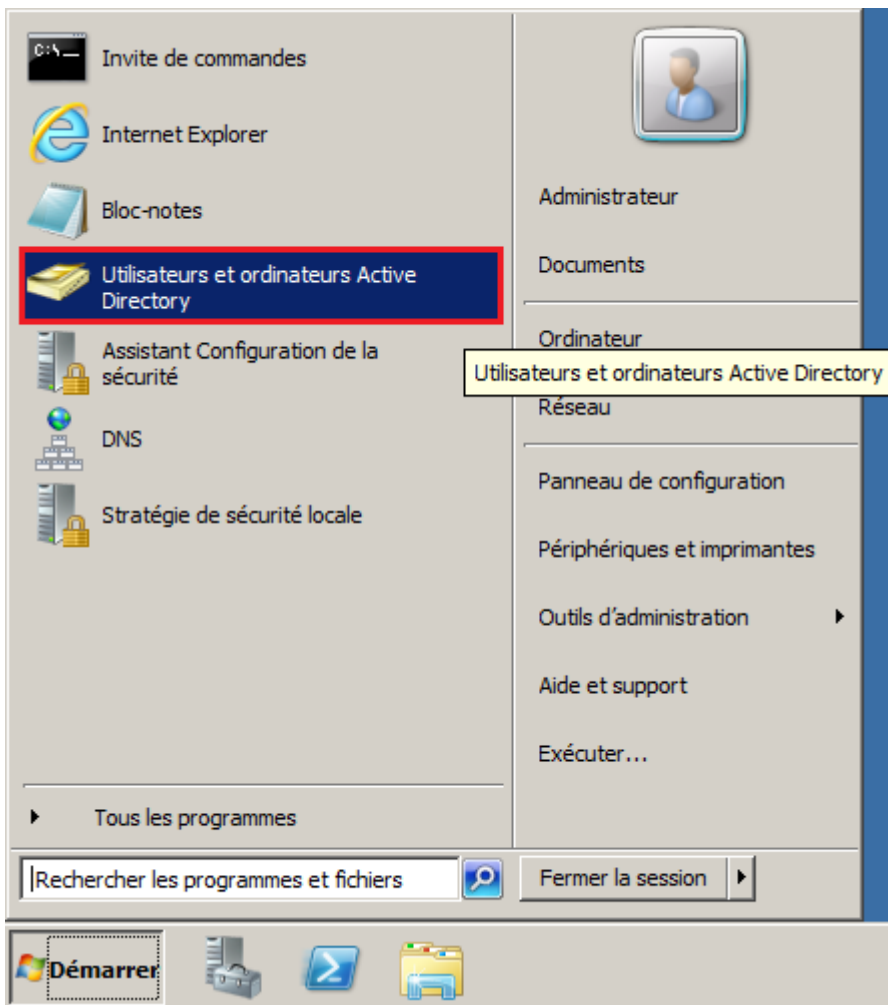 C:\
Invite de commandes
Internet Explorer
Bloc-notes
Utilisateurs et ordinateurs Active
Directory
Assistant Configuration de la
sécurité
DNS
Stratégie de sécurité locale
Tous les programmes
Rechercher les programmes et fichiers
Administrateur
Documents
Ordinateur
Utilisateurs et ordinateurs Active Directory
Réseau
Panneau de configuration
Périphériques et imprimantes
Outils d'administration
Aide et support
Exécuter...
Fermer la session
Démarrer